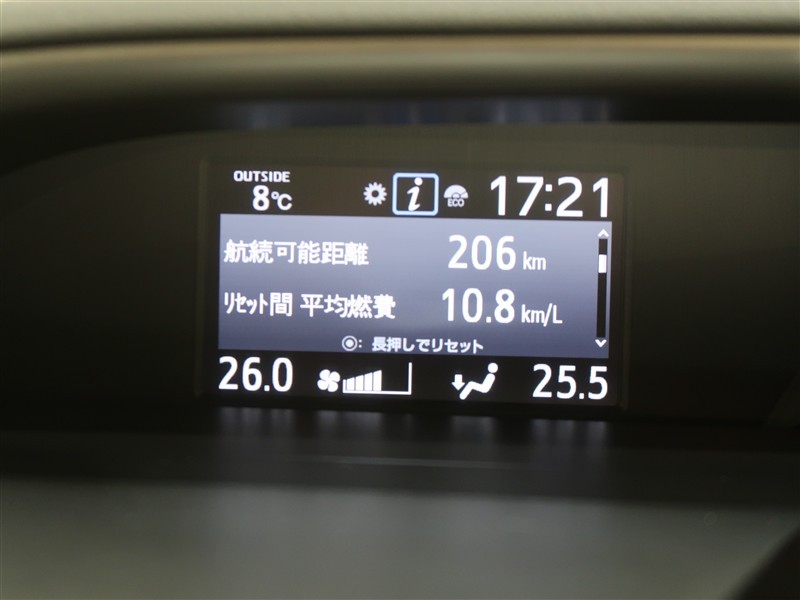 OUTSIDE
8℃
i
ECO
17:21
航続可能距離 206 km
ﾘｾｯﾄ間 平均燃費 10.8 km/L
◉: 長押しでリセット
26.0 25.5